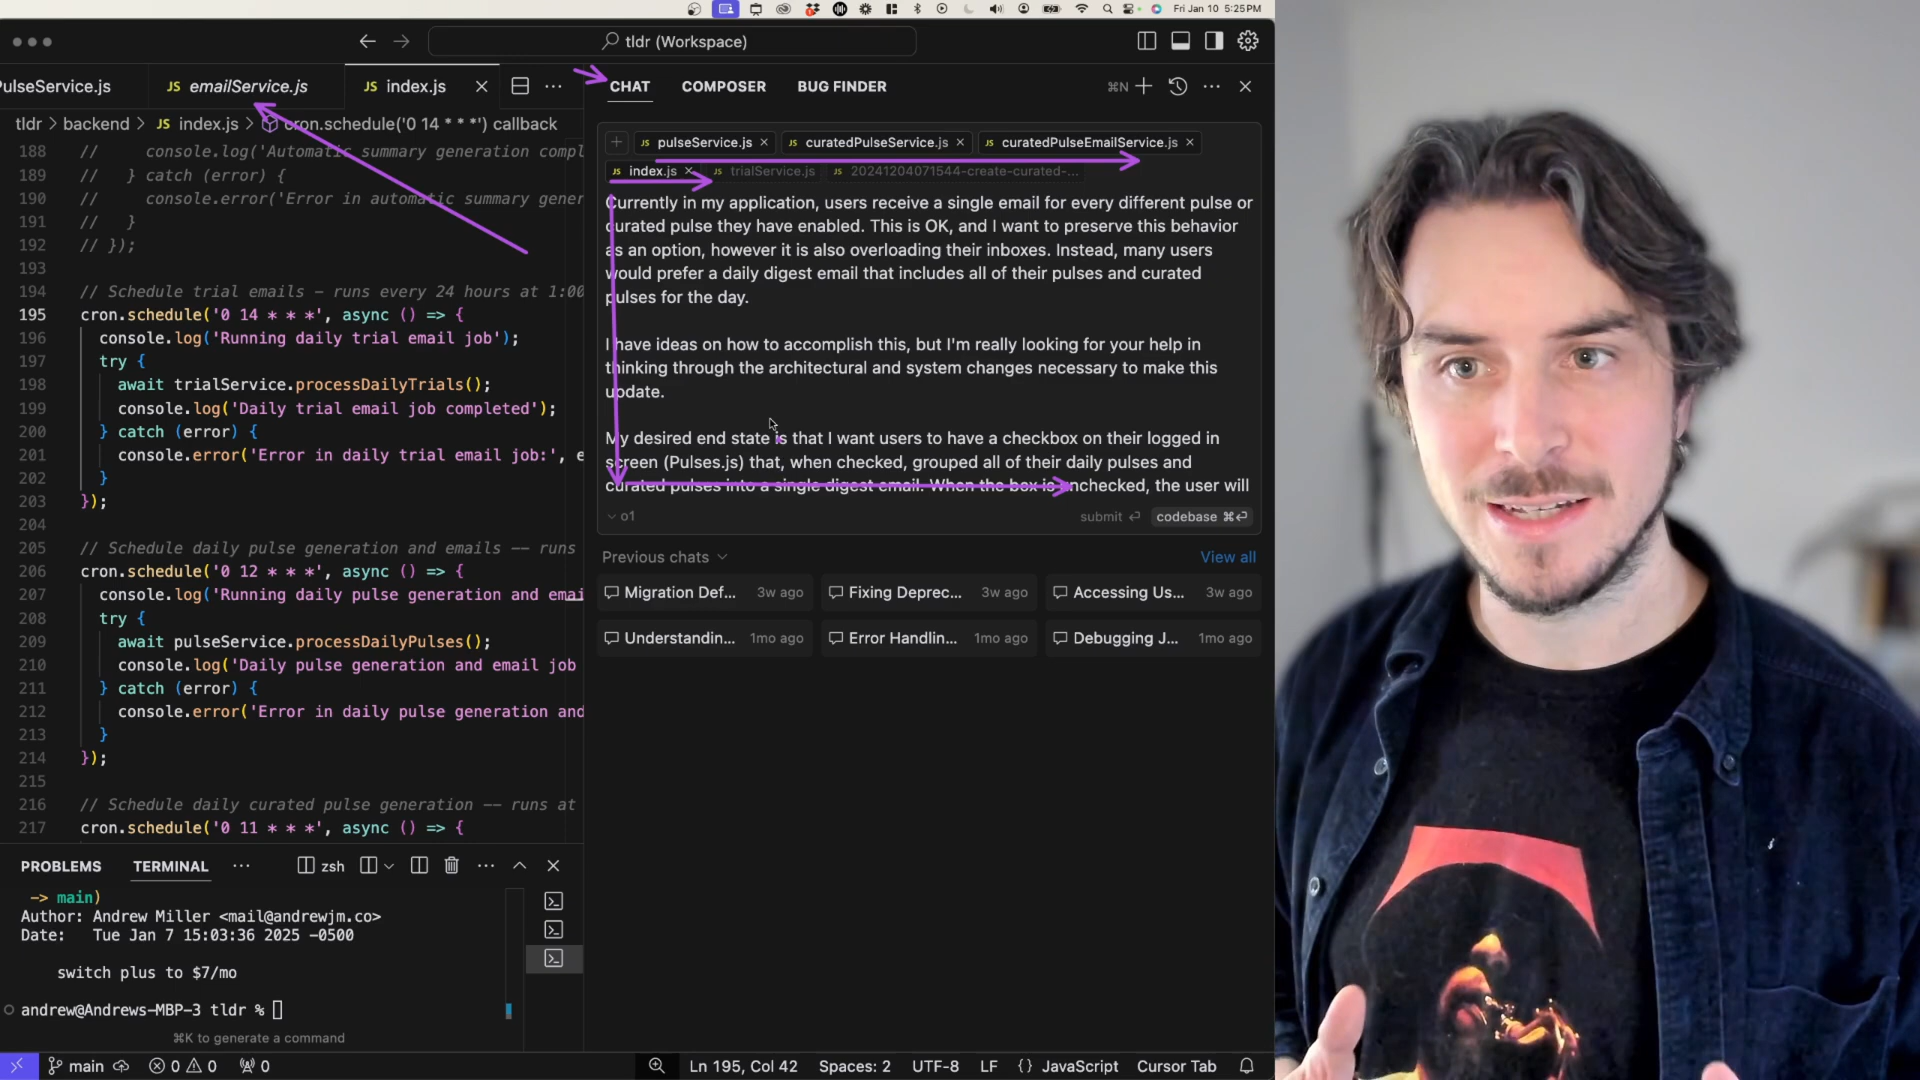 Fri Jan 10 5:25PM
tldr (Workspace)
PulseService.js
JS emailService.js
JS index.js
CHAT COMPOSER BUG FINDER
⌘N
tldr > backend > JS index.js > cron.schedule('0 14 * * *') callback
188 // console.log('Automatic summary generation compl
189 // } catch (error) {
190 // console.error('Error in automatic summary gener
191 // }
192 // });
193
194 // Schedule trial emails – runs every 24 hours at 1:00
195 cron.schedule('0 14 * * *', async () => {
196 console.log('Running daily trial email job');
197 try {
198 await trialService.processDailyTrials();
199 console.log('Daily trial email job completed');
200 } catch (error) {
201 console.error('Error in daily trial email job:', e
202 }
203 });
204
205 // Schedule daily pulse generation and emails -- runs
206 cron.schedule('0 12 * * *', async () => {
207 console.log('Running daily pulse generation and emai
208 try {
209 await pulseService.processDailyPulses();
210 console.log('Daily pulse generation and email job
211 } catch (error) {
212 console.error('Error in daily pulse generation and
213 }
214 });
215
216 // Schedule daily curated pulse generation -- runs at
217 cron.schedule('0 11 * * *', async () => {
JS pulseService.js JS curatedPulseService.js JS curatedPulseEmailService.js
JS index.js JS trialService.js JS 20241204071544-create-curated-...
Currently in my application, users receive a single email for every different pulse or
curated pulse they have enabled. This is OK, and I want to preserve this behavior
as an option, however it is also overloading their inboxes. Instead, many users
would prefer a daily digest email that includes all of their pulses and curated
pulses for the day.
I have ideas on how to accomplish this, but I'm really looking for your help in
thinking through the architectural and system changes necessary to make this
update.
My desired end state is that I want users to have a checkbox on their logged in
screen (Pulses.js) that, when checked, grouped all of their daily pulses and
curated pulses into a single digest email. When the box is unchecked, the user will
o1 submit ⏎ codebase ⌘⏎
Previous chats View all
Migration Def... 3w ago Fixing Deprec... 3w ago Accessing Us... 3w ago
Understandin... 1mo ago Error Handlin... 1mo ago Debugging J... 1mo ago
PROBLEMS TERMINAL ··· zsh
-> main)
Author: Andrew Miller <mail@andrewjm.co>
Date: Tue Jan 7 15:03:36 2025 -0500
switch plus to $7/mo
andrew@Andrews-MBP-3 tldr %
⌘K to generate a command
main 0 0 0 Ln 195, Col 42 Spaces: 2 UTF-8 LF {} JavaScript Cursor Tab